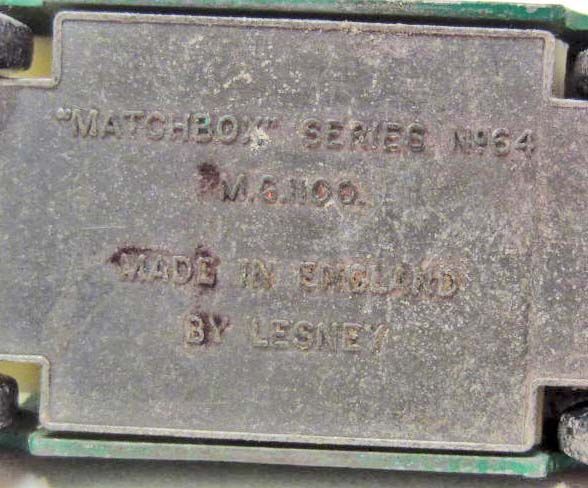 "MATCHBOX" SERIES Nº64
M.G.1100.
MADE IN ENGLAND
BY LESNEY